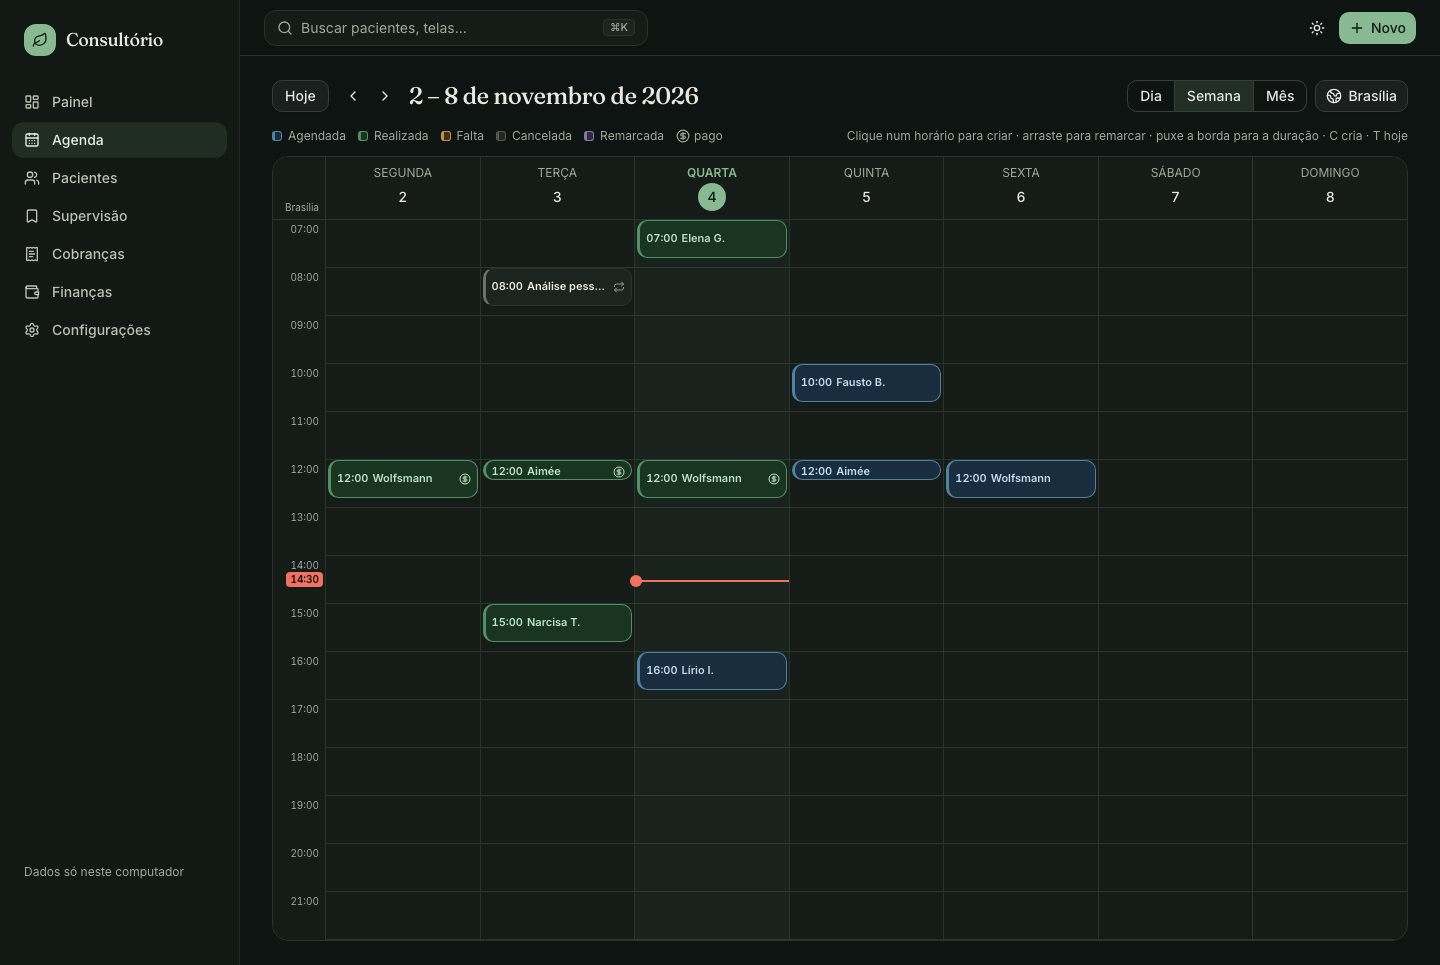 Consultório
Buscar pacientes, telas...
⌘K
Novo
Painel
Agenda
Pacientes
Supervisão
Cobranças
Finanças
Configurações
Dados só neste computador
Hoje
2 – 8 de novembro de 2026
Dia
Semana
Mês
Brasília
Agendada
Realizada
Falta
Cancelada
Remarcada
pago
Clique num horário para criar · arraste para remarcar · puxe a borda para a duração · C cria · T hoje
Brasília
SEGUNDA
2
TERÇA
3
QUARTA
4
QUINTA
5
SEXTA
6
SÁBADO
7
DOMINGO
8
07:00
07:00 Elena G.
08:00
08:00 Análise pess...
09:00
10:00
10:00 Fausto B.
11:00
12:00
12:00 Wolfsmann
12:00 Aimée
12:00 Wolfsmann
12:00 Aimée
12:00 Wolfsmann
13:00
14:00
14:30
15:00
15:00 Narcisa T.
16:00
16:00 Lírio I.
17:00
18:00
19:00
20:00
21:00